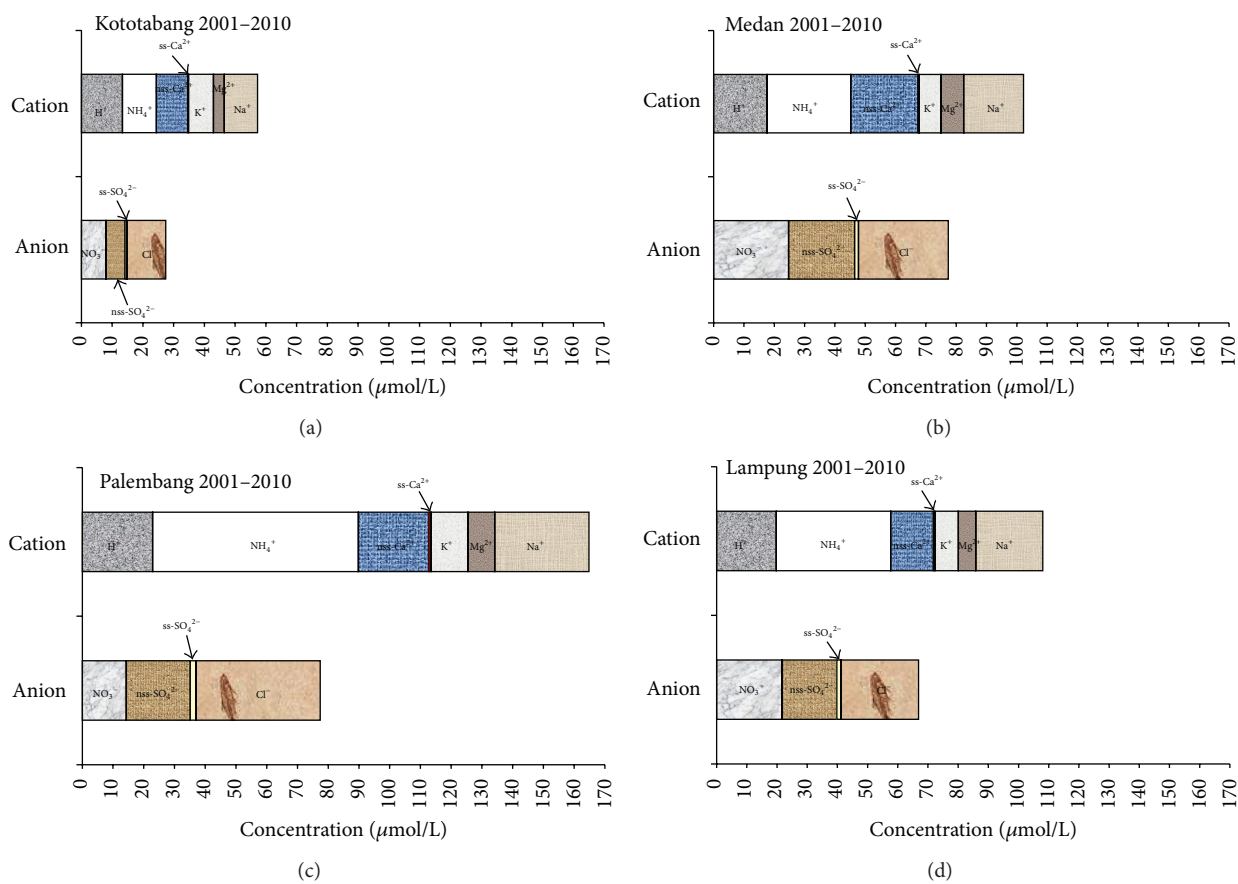 Kototabang 2001–2010
ss-Ca²⁺
Cation
H⁺ NH₄⁺ nss-Ca²⁺ K⁺ Mg²⁺ Na⁺
ss-SO₄²⁻
Anion
NO₃⁻ Cl⁻
nss-SO₄²⁻
0 10 20 30 40 50 60 70 80 90 100 110 120 130 140 150 160 170
Concentration (μmol/L)
(a)
Medan 2001–2010
ss-Ca²⁺
Cation
H⁺ NH₄⁺ nss-Ca²⁺ K⁺ Mg²⁺ Na⁺
ss-SO₄²⁻
Anion
NO₃⁻ nss-SO₄²⁻ Cl⁻
0 10 20 30 40 50 60 70 80 90 100 110 120 130 140 150 160 170
Concentration (μmol/L)
(b)
Palembang 2001–2010
ss-Ca²⁺
Cation
H⁺ NH₄⁺ nss-Ca²⁺ K⁺ Mg²⁺ Na⁺
ss-SO₄²⁻
Anion
NO₃⁻ nss-SO₄²⁻ Cl⁻
0 10 20 30 40 50 60 70 80 90 100 110 120 130 140 150 160 170
Concentration (μmol/L)
(c)
Lampung 2001–2010
ss-Ca²⁺
Cation
H⁺ NH₄⁺ nss-Ca²⁺ K⁺ Mg²⁺ Na⁺
ss-SO₄²⁻
Anion
NO₃⁺ nss-SO₄²⁻ Cl⁻
0 10 20 30 40 50 60 70 80 90 100 110 120 130 140 150 160 170
Concentration (μmol/L)
(d)